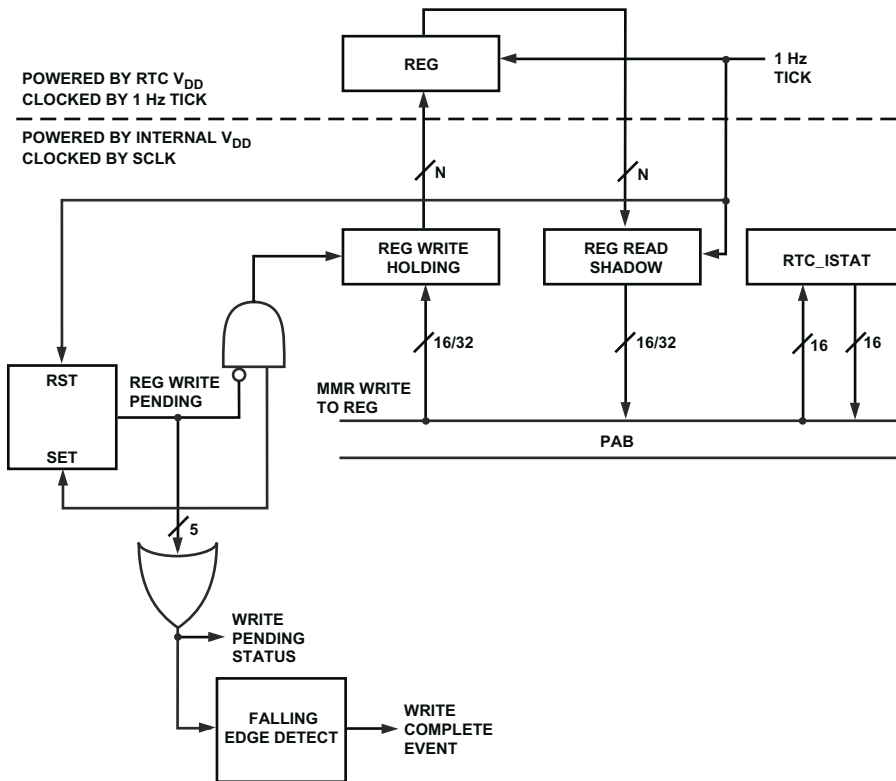 REG
1 Hz
TICK
POWERED BY RTC VDD
CLOCKED BY 1 Hz TICK
POWERED BY INTERNAL VDD
CLOCKED BY SCLK
N
N
REG WRITE
HOLDING
REG READ
SHADOW
RTC_ISTAT
16/32
16/32
16
16
RST
REG WRITE
PENDING
MMR WRITE
TO REG
PAB
SET
5
WRITE
PENDING
STATUS
FALLING
EDGE DETECT
WRITE
COMPLETE
EVENT